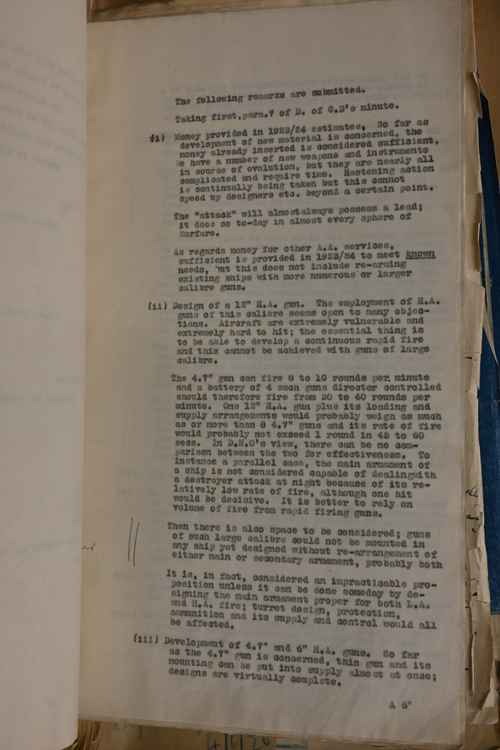 The following remarks are submitted.
Taking first.para.7 of D. of G.D's minute.
(i) Money provided in 1923/24 estimates. So far as
development of new material is concerned, the
money already inserted is considered sufficient.
We have a number of new weapons and instruments
in course of evolution, but they are nearly all
complicated and require time. Hastening action
is continually being taken but this cannot
speed up designers etc. beyond a certain point.
The "attack" will almost always possess a lead;
it does so to-day in almost every sphere of
Warfare.
As regards money for other A.A. services,
sufficient is provided in 1923/24 to meet known
needs, but this does not include re-arming
existing ships with more numerous or larger
calibre guns.
(ii) Design of a 12" H.A. gun. The employment of H.A.
guns of this calibre seems open to many objec-
tions. Aircraft are extremely vulnerable and
extremely hard to hit; the essential thing is
to be able to develop a continuous rapid fire
and this cannot be achieved with guns of large
calibre.
The 4.7" gun can fire 8 to 10 rounds per minute
and a battery of 4 such guns director controlled
should therefore fire from 30 to 40 rounds per
minute. One 12" H.A. gun plus its loading and
supply arrangements would probably weigh as much
as or more than 8 4.7" guns and its rate of fire
would probably not exceed 1 round in 45 to 60
secs. In D.N.O's view, there can be no com-
parison between the two for effectiveness. To
instance a parallel case, the main armament of
a ship is not considered capable of dealingwith
a destroyer attack at night because of its re-
latively low rate of fire, although one hit
would be decisive. It is better to rely on
volume of fire from rapid firing guns.
Then there is also space to be considered; guns
of such large calibre could not be mounted in
any ship yet designed without re-arrangement of
either main or secondary armament, probably both
It is, in fact, considered an impracticable pro-
position unless it can be done someday by de-
signing the main armament proper for both L.A.
and H.A. fire; turret design, protection,
ammunition and its supply and control would all
be affected.
(iii) Development of 4.7" and 6" H.A. guns. So far
as the 4.7" gun is concerned, this gun and its
mounting can be put into supply almost at once;
designs are virtually complete.
A 6"